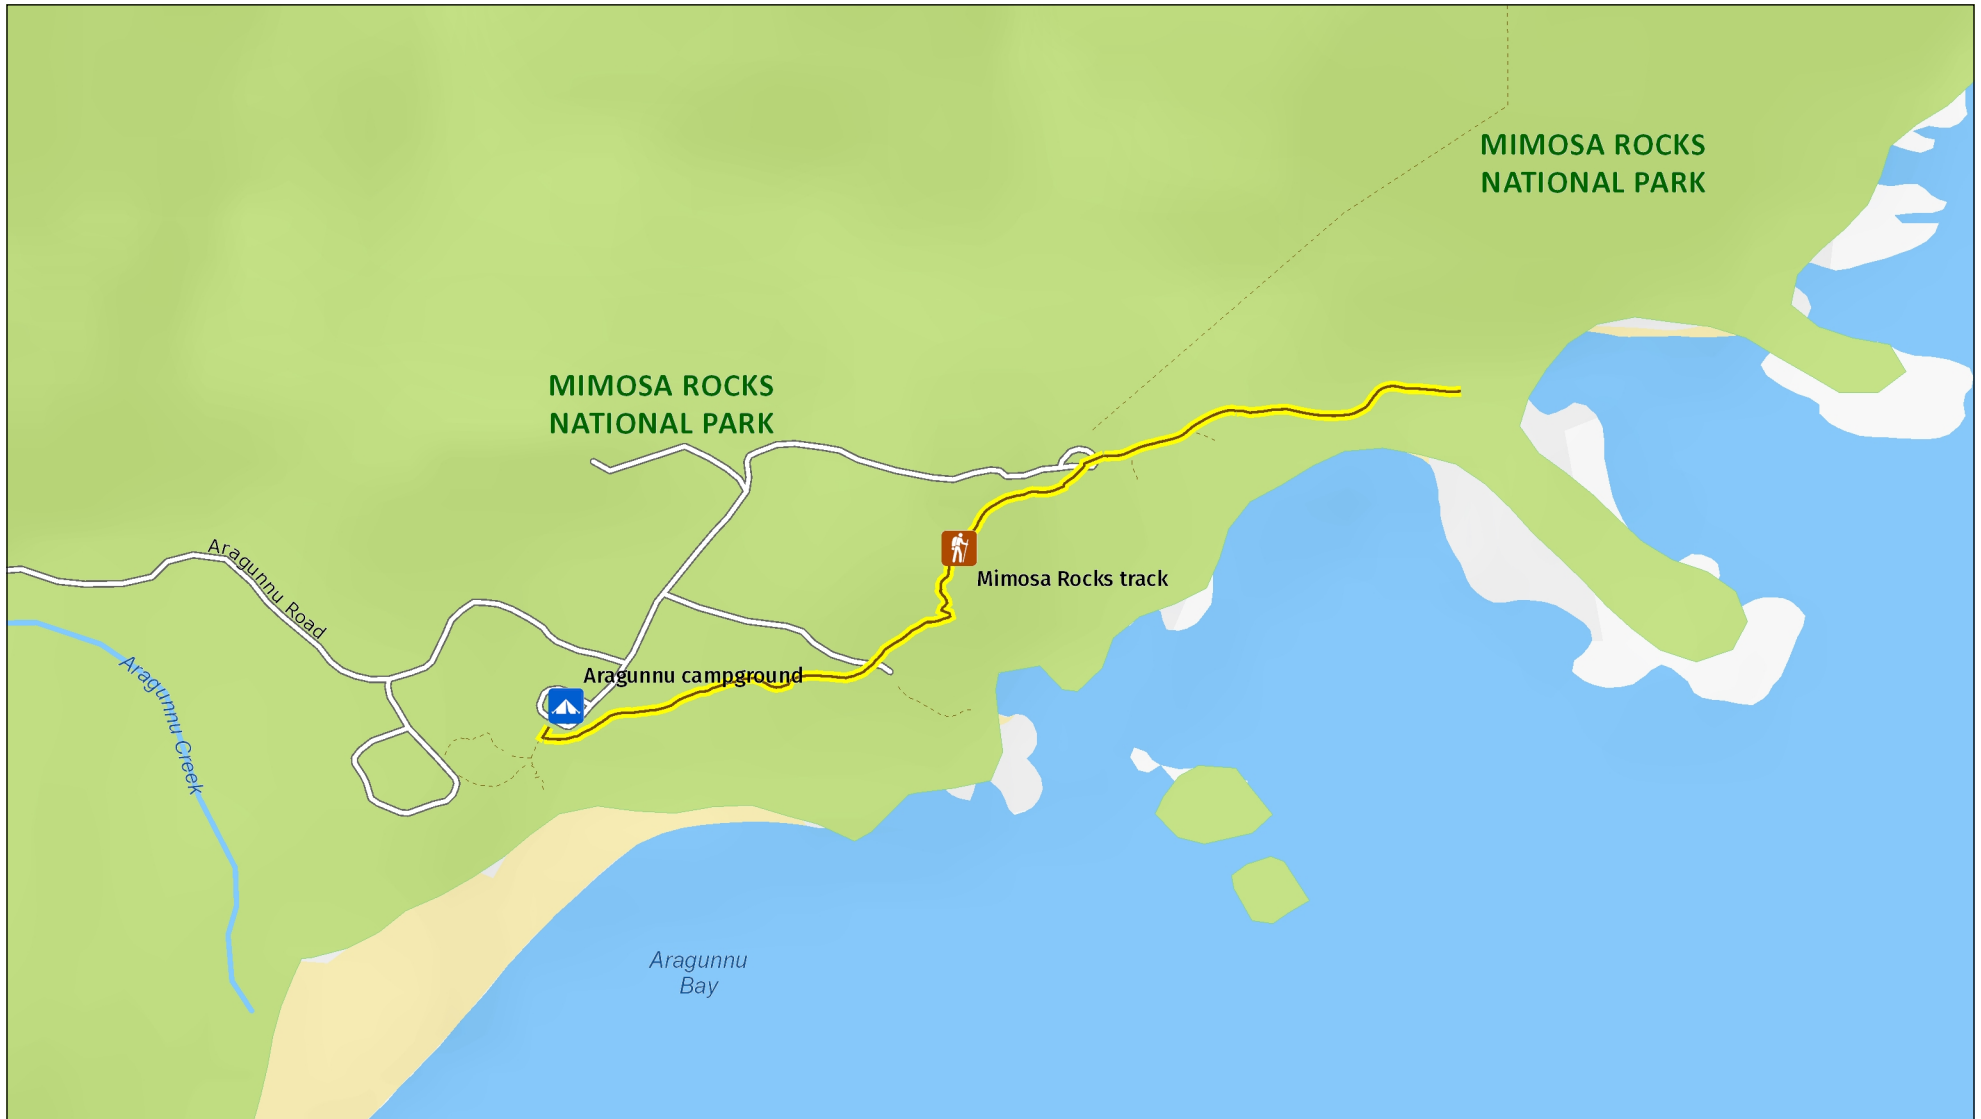 MIMOSA ROCKS
NATIONAL PARK
MIMOSA ROCKS
NATIONAL PARK
Aragunnu Road
Mimosa Rocks track
Aragunnu Creek
Aragunnu campground
Aragunnu
Bay